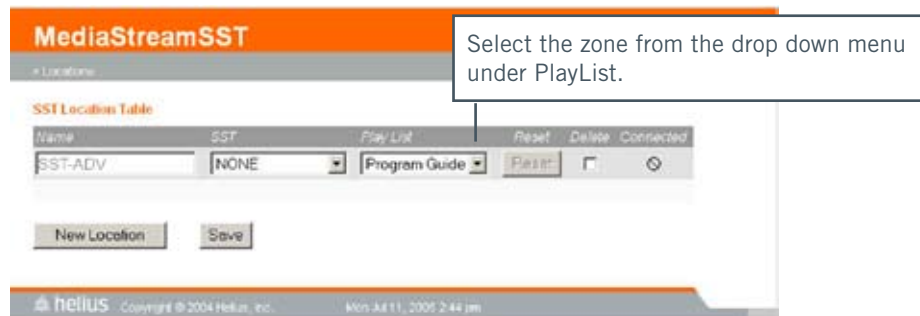 MediaStreamSST
Select the zone from the drop down menu
under PlayList.
« Locations
SST Location Table
Name SST Play List Reset Delete Connected
SST-ADV NONE Program Guide Reset
New Location Save
helius Copyright © 2004 Helius, Inc. Mon Jul 11, 2005 2:44 pm